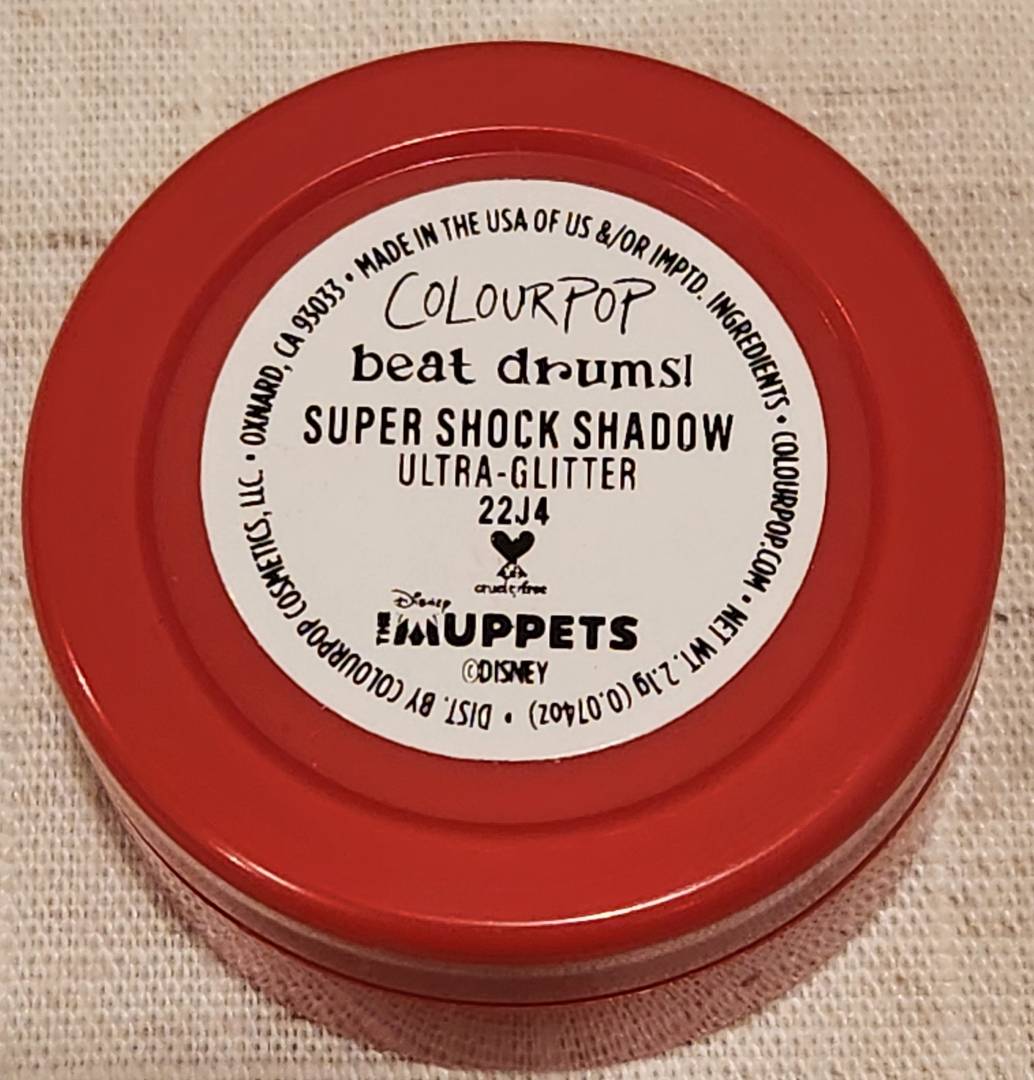 COLOURPOP
beat drums!
SUPER SHOCK SHADOW
ULTRA-GLITTER
22J4
cruelty free
Disney
THE MUPPETS
©DISNEY
MADE IN THE USA OF US &/OR IMPTD. INGREDIENTS • COLOURPOP.COM • NET WT. 2.1g (0.074oz) • DIST. BY COLOURPOP COSMETICS, LLC. • OXNARD, CA 93033 •